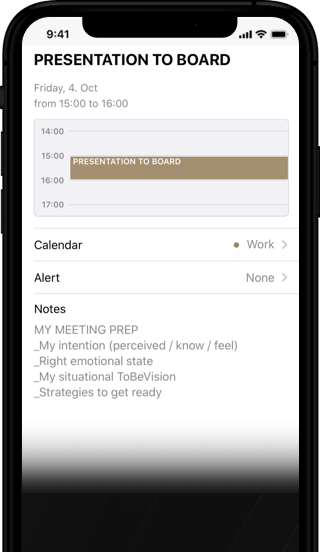 9:41
PRESENTATION TO BOARD
Friday, 4. Oct
from 15:00 to 16:00
14:00
15:00
PRESENTATION TO BOARD
16:00
17:00
Calendar
Work
Alert
None
Notes
MY MEETING PREP
_My intention (perceived / know / feel)
_Right emotional state
_My situational ToBeVision
_Strategies to get ready